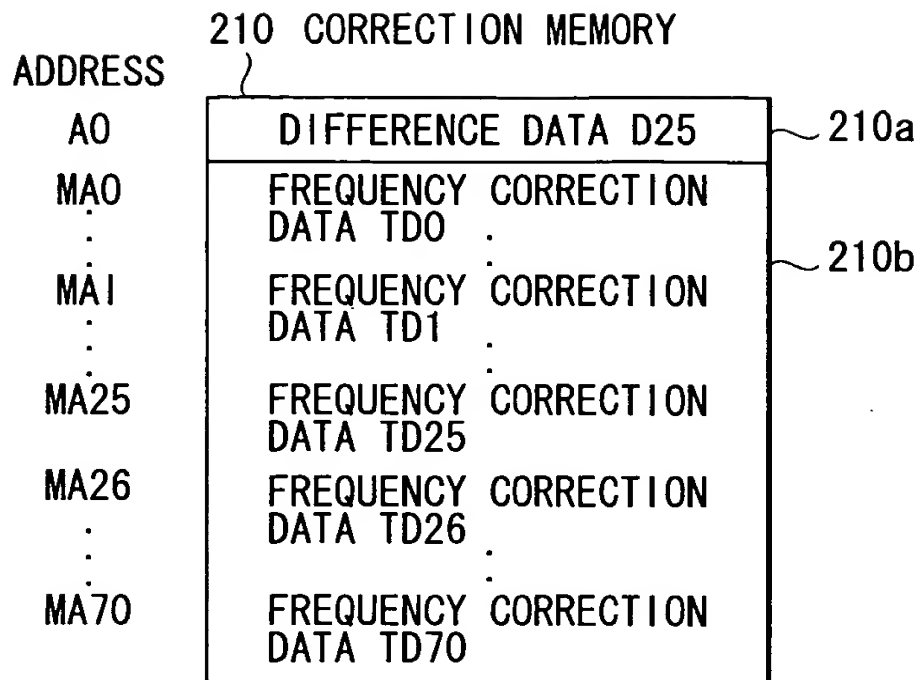 210 CORRECTION MEMORY
ADDRESS
A0 DIFFERENCE DATA D25 210a
MA0 FREQUENCY CORRECTION
DATA TD0
210b
MA1 FREQUENCY CORRECTION
DATA TD1
MA25 FREQUENCY CORRECTION
DATA TD25
MA26 FREQUENCY CORRECTION
DATA TD26
MA70 FREQUENCY CORRECTION
DATA TD70